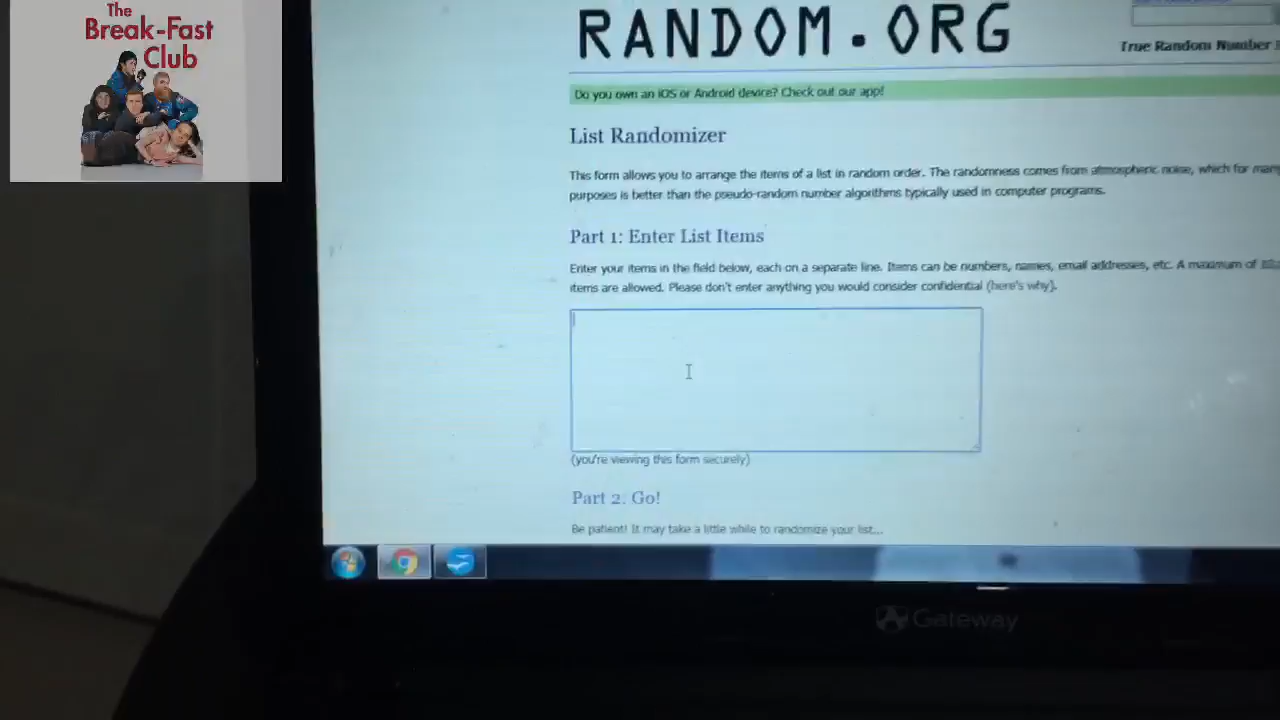 The
Break-Fast
Club
RANDOM.ORG
True Random Number
Do you own an iOS or Android device? Check out our app!
List Randomizer
This form allows you to arrange the items of a list in random order. The randomness comes from atmospheric noise, which for many
purposes is better than the pseudo-random number algorithms typically used in computer programs.
Part 1: Enter List Items
Enter your items in the field below, each on a separate line. Items can be numbers, names, email addresses, etc. A maximum of
items are allowed. Please don't enter anything you would consider confidential (here's why).
(you're viewing this form securely)
Part 2. Go!
Be patient! It may take a little while to randomize your list...
Gateway